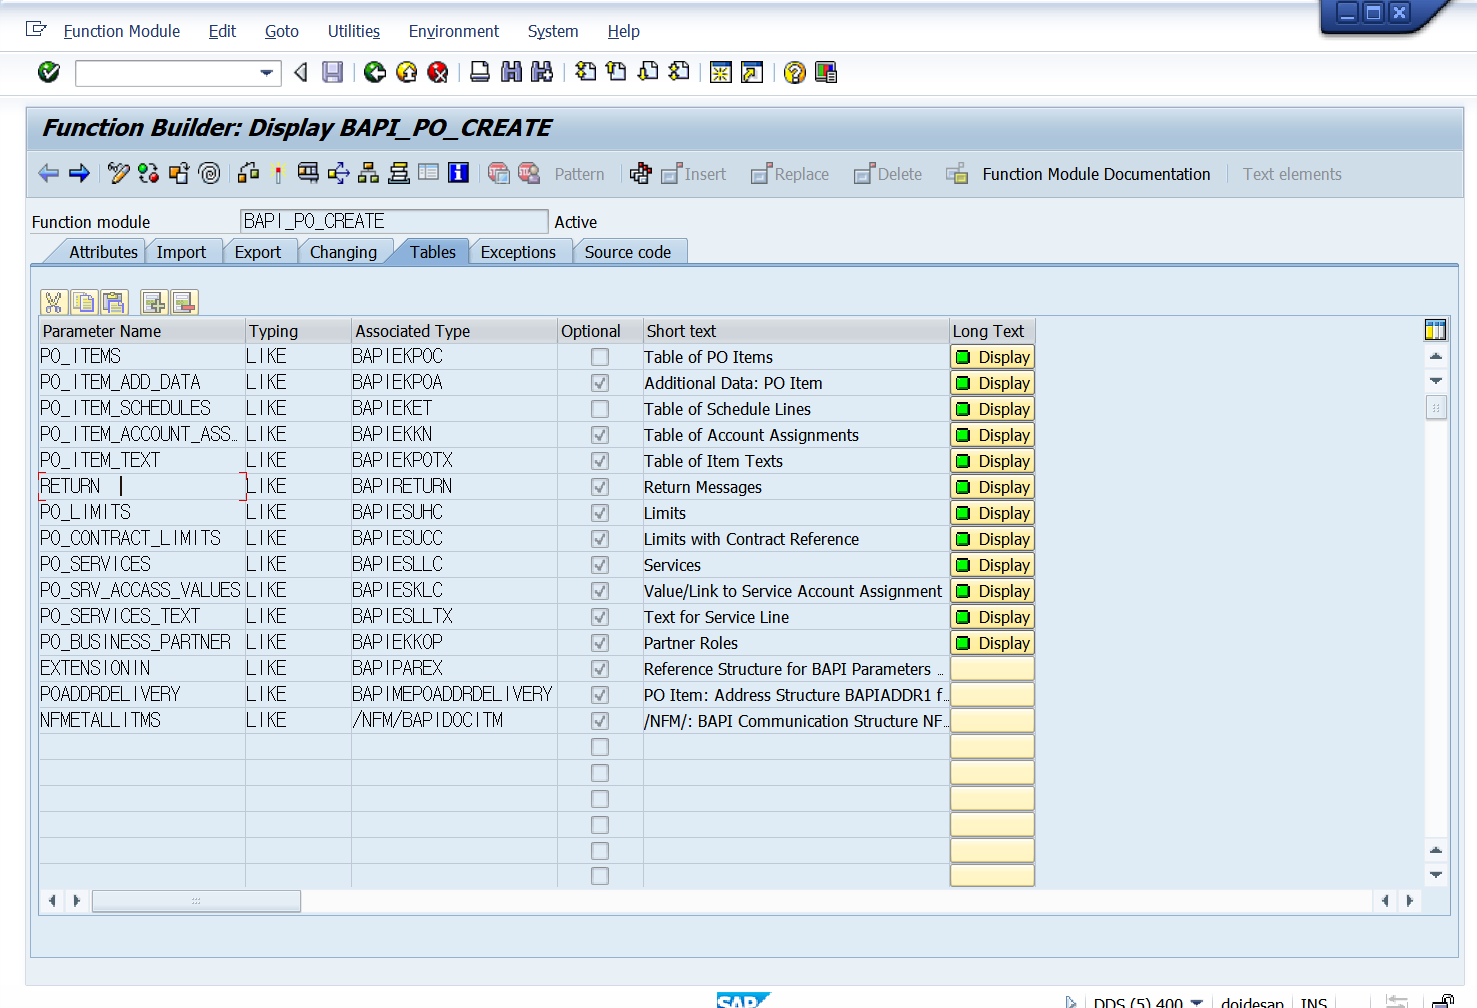 Function Module Edit Goto Utilities Environment System Help
Function Builder: Display BAPI_PO_CREATE
Pattern Insert Replace Delete Function Module Documentation Text elements
Function module BAPI_PO_CREATE Active
Attributes Import Export Changing Tables Exceptions Source code
Parameter Name Typing Associated Type Optional Short text Long Text
PO_ITEMS LIKE BAPIEKPOC Table of PO Items Display
PO_ITEM_ADD_DATA LIKE BAPIEKPOA Additional Data: PO Item Display
PO_ITEM_SCHEDULES LIKE BAPIEKET Table of Schedule Lines Display
PO_ITEM_ACCOUNT_ASS… LIKE BAPIEKKN Table of Account Assignments Display
PO_ITEM_TEXT LIKE BAPIEKPOTX Table of Item Texts Display
RETURN LIKE BAPIRETURN Return Messages Display
PO_LIMITS LIKE BAPIESUHC Limits Display
PO_CONTRACT_LIMITS LIKE BAPIESUCC Limits with Contract Reference Display
PO_SERVICES LIKE BAPIESLLC Services Display
PO_SRV_ACCASS_VALUES LIKE BAPIESKLC Value/Link to Service Account Assignment Display
PO_SERVICES_TEXT LIKE BAPIESLLTX Text for Service Line Display
PO_BUSINESS_PARTNER LIKE BAPIEKKOP Partner Roles Display
EXTENSIONIN LIKE BAPIPAREX Reference Structure for BAPI Parameters …
POADDRDELIVERY LIKE BAPIMEPOADDRDELIVERY PO Item: Address Structure BAPIADDR1 f…
NFMETALLITMS LIKE /NFM/BAPIDOCITM /NFM/: BAPI Communication Structure NF…
SAP DDS (5) 400 doidesap INS